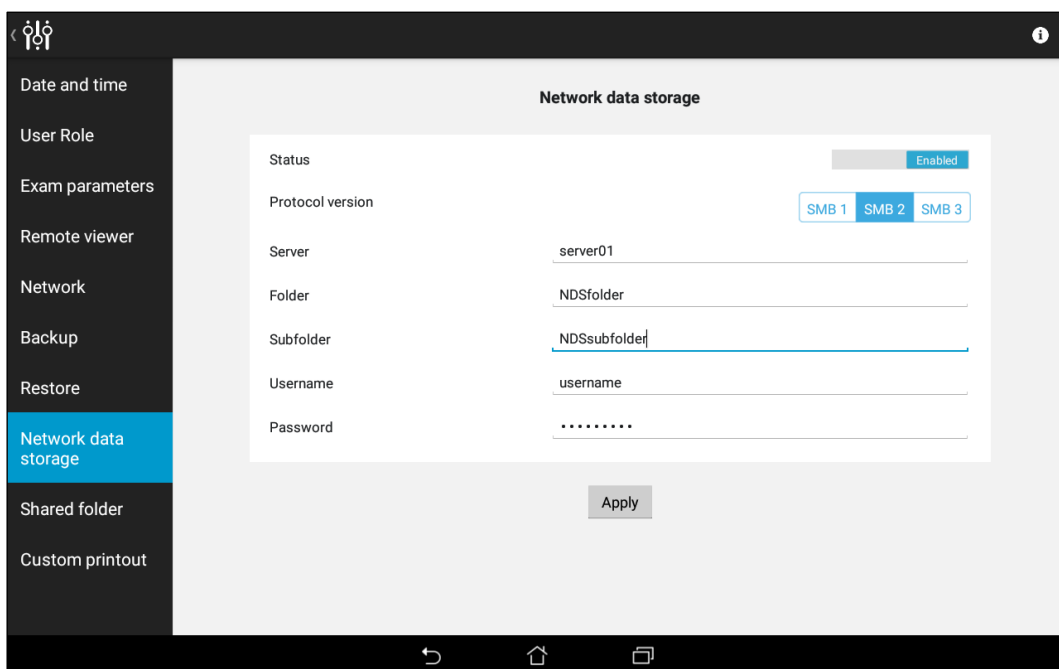 Date and time
User Role
Exam parameters
Remote viewer
Network
Backup
Restore
Network data
storage
Shared folder
Custom printout
Network data storage
Status
Enabled
Protocol version
SMB 1 SMB 2 SMB 3
Server
server01
Folder
NDSfolder
Subfolder
NDSsubfolder
Username
username
Password
•••••••••
Apply